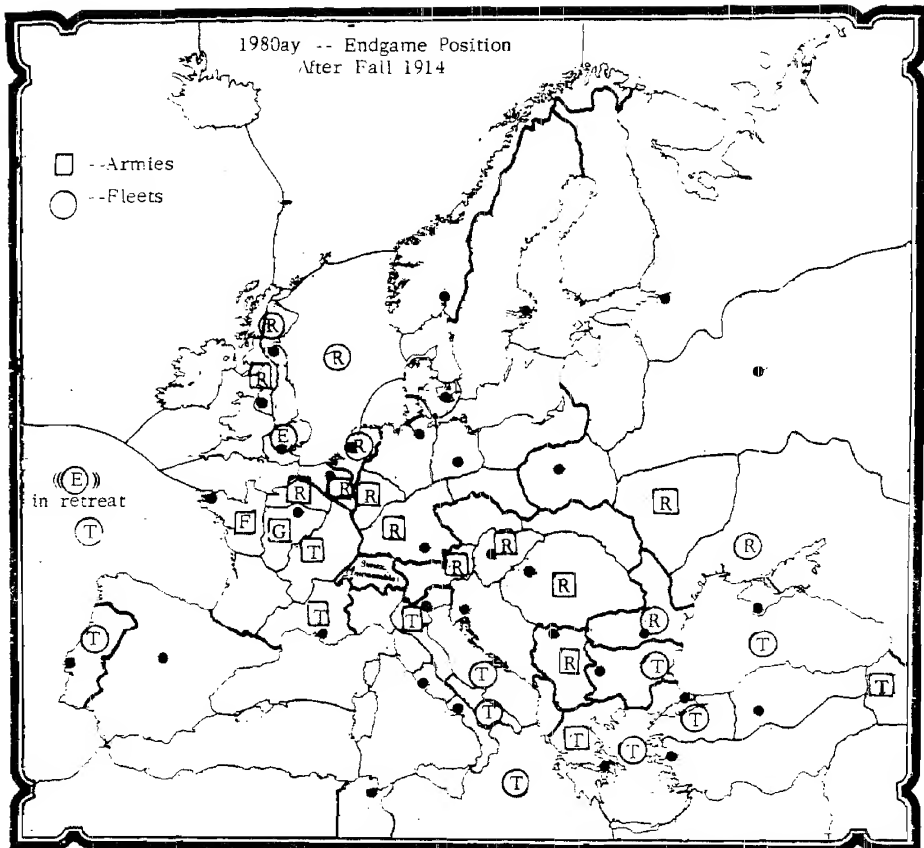 1980ay -- Endgame Position
After Fall 1914
--Armies
--Fleets
R
R
R
E
R
E
in retreat
R
R
R
R
F
G
R
T
T
R
R
R
T
R
T
R
T
T
T
R
T
T
T
T
T
T
T